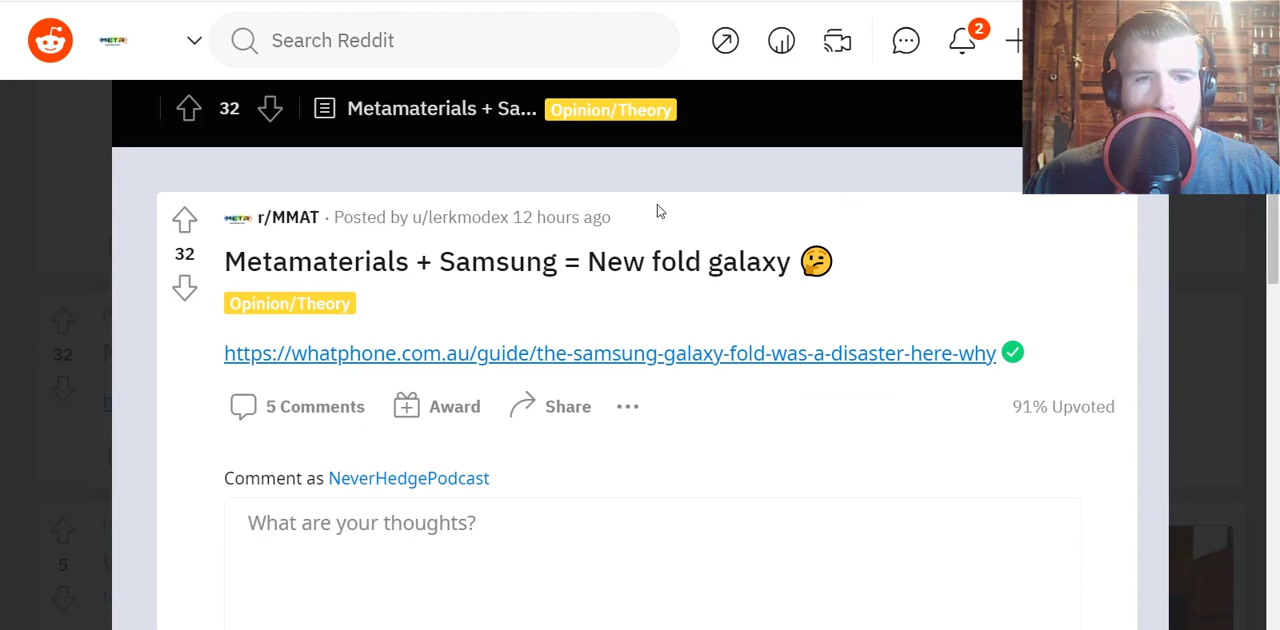 Search Reddit
2
32 Metamaterials + Sa... Opinion/Theory
r/MMAT · Posted by u/lerkmodex 12 hours ago
32
Metamaterials + Samsung = New fold galaxy 🤔
Opinion/Theory
https://whatphone.com.au/guide/the-samsung-galaxy-fold-was-a-disaster-here-why
5 Comments Award Share ··· 91% Upvoted
Comment as NeverHedgePodcast
What are your thoughts?
32
5